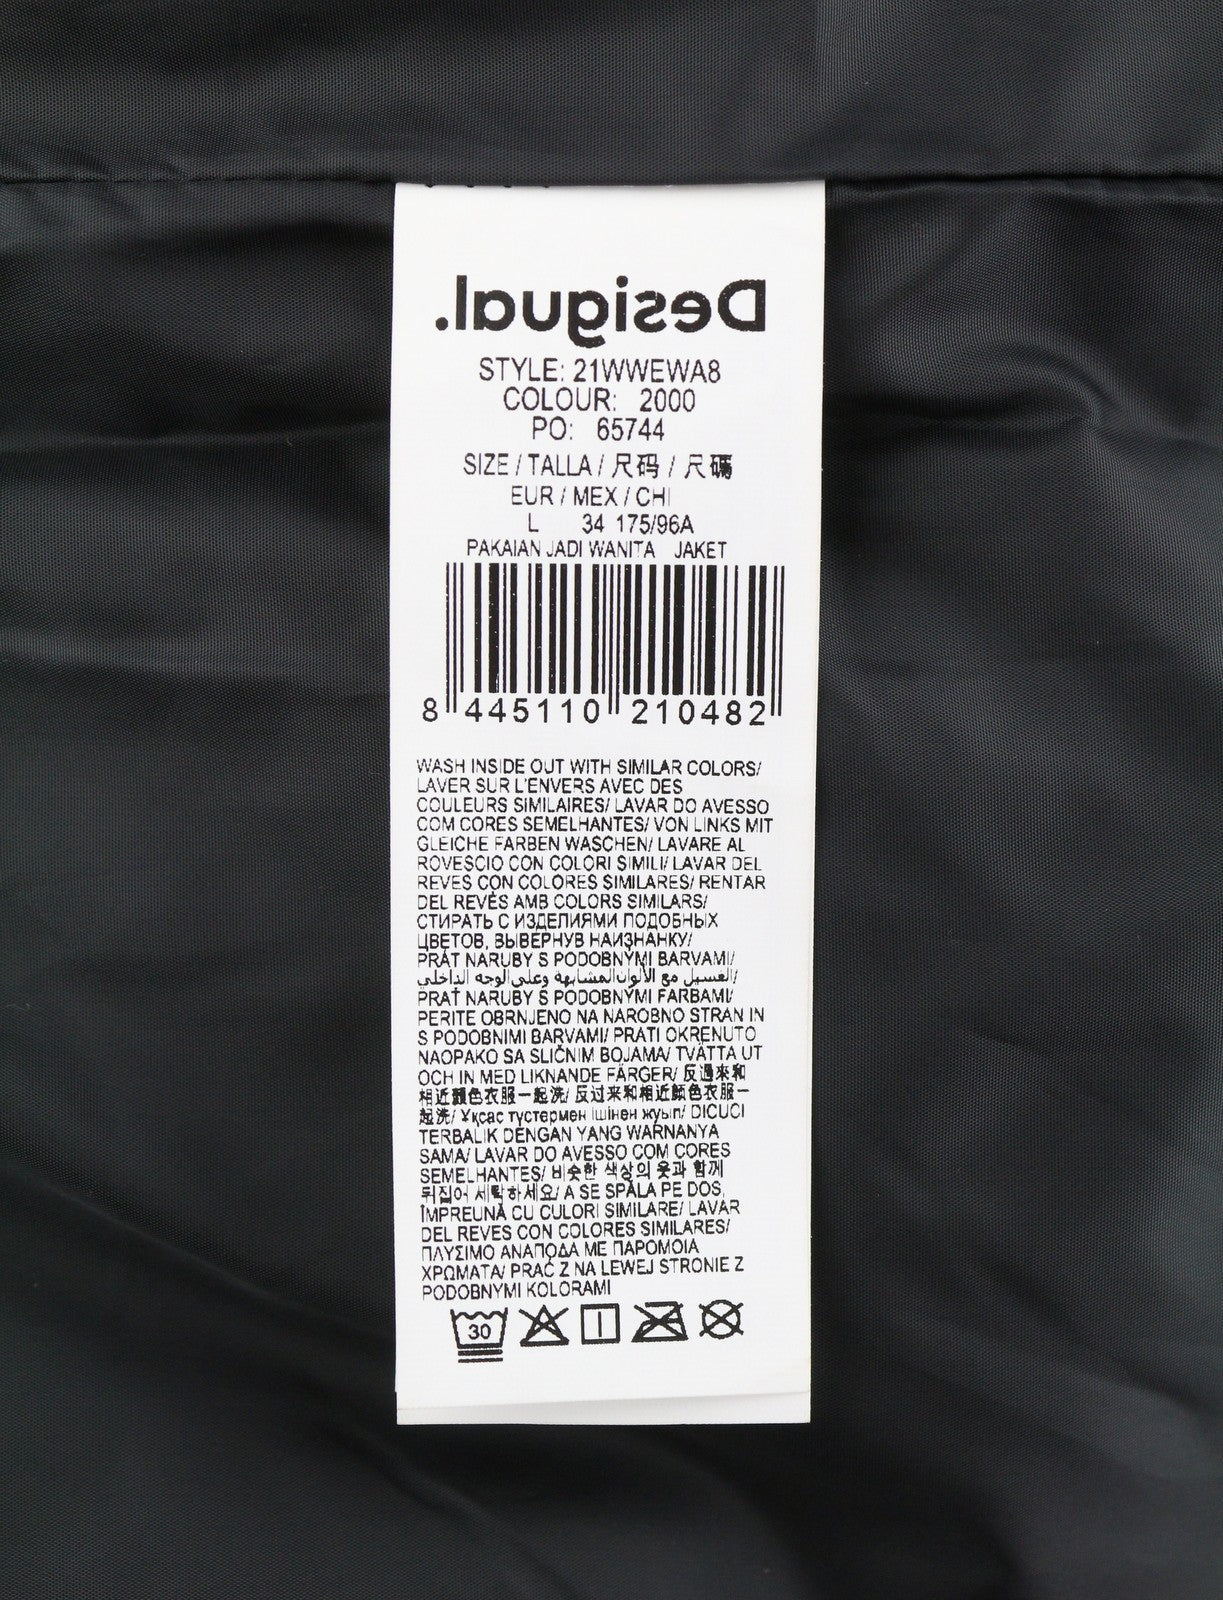 Desigual.
STYLE: 21WWEWA8
COLOUR: 2000
PO: 65744
SIZE / TALLA / 尺码 / 尺碼
EUR / MEX / CHI
L 34 175/96A
PAKAIAN JADI WANITA JAKET
8 445110 210482
WASH INSIDE OUT WITH SIMILAR COLORS/
LAVER SUR L'ENVERS AVEC DES
COULEURS SIMILAIRES/ LAVAR DO AVESSO
COM CORES SEMELHANTES/ VON LINKS MIT
GLEICHE FARBEN WASCHEN/ LAVARE AL
ROVESCIO CON COLORI SIMILI/ LAVAR DEL
REVES CON COLORES SIMILARES/ RENTAR
DEL REVÉS AMB COLORS SIMILARS/
СТИРАТЬ С ИЗДЕЛИЯМИ ПОДОБНЫХ
ЦВЕТОВ, ВЫВЕРНУВ НАИЗНАНКУ/
PRÁT NARUBY S PODOBNÝMI BARVAMI/
الغسيل مع الألوان المشابهة وعلى الوجه الداخلي/
PRAŤ NARUBY S PODOBNÝMI FARBAMI/
PERITE OBRNJENO NA NAROBNO STRAN IN
S PODOBNIMI BARVAMI/ PRATI OKRENUTO
NAOPAKO SA SLIČNIM BOJAMA/ TVÄTTA UT
OCH IN MED LIKNANDE FÄRGER/ 反過來和
相近顏色衣服一起洗/ 反过来和相近颜色衣服一
起洗/ Ұқсас түстермен ішінен жуып/ DICUCI
TERBALIK DENGAN YANG WARNANYA
SAMA/ LAVAR DO AVESSO COM CORES
SEMELHANTES/ 비슷한 색상의 옷과 함께
뒤집어 세탁하세요/ A SE SPĂLA PE DOS,
ÎMPREUNĂ CU CULORI SIMILARE/ LAVAR
DEL REVES CON COLORES SIMILARES/
ΠΛΥΣΙΜΟ ΑΝΑΠΟΔΑ ΜΕ ΠΑΡΟΜΟΙΑ
ΧΡΩΜΑΤΑ/ PRAĆ Z NA LEWEJ STRONIE Z
PODOBNYMI KOLORAMI
30